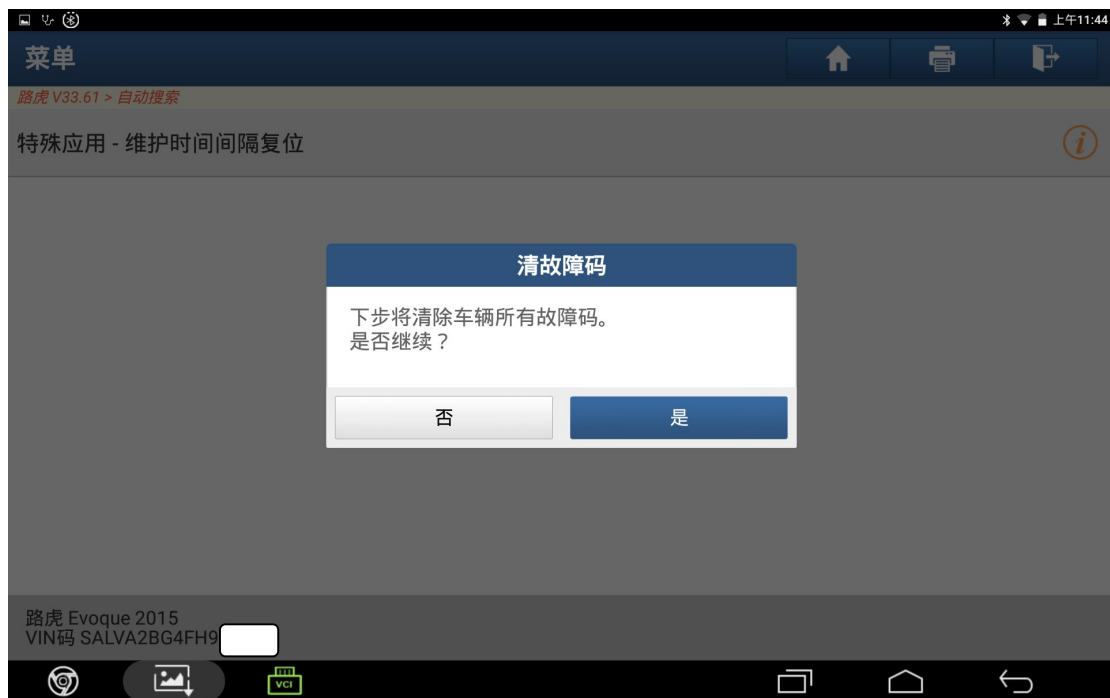 上午11:44
菜单
路虎 V33.61 > 自动搜索
特殊应用 - 维护时间间隔复位
清故障码
下步将清除车辆所有故障码。
是否继续？
否
是
路虎 Evoque 2015
VIN码 SALVA2BG4FH9
VCI